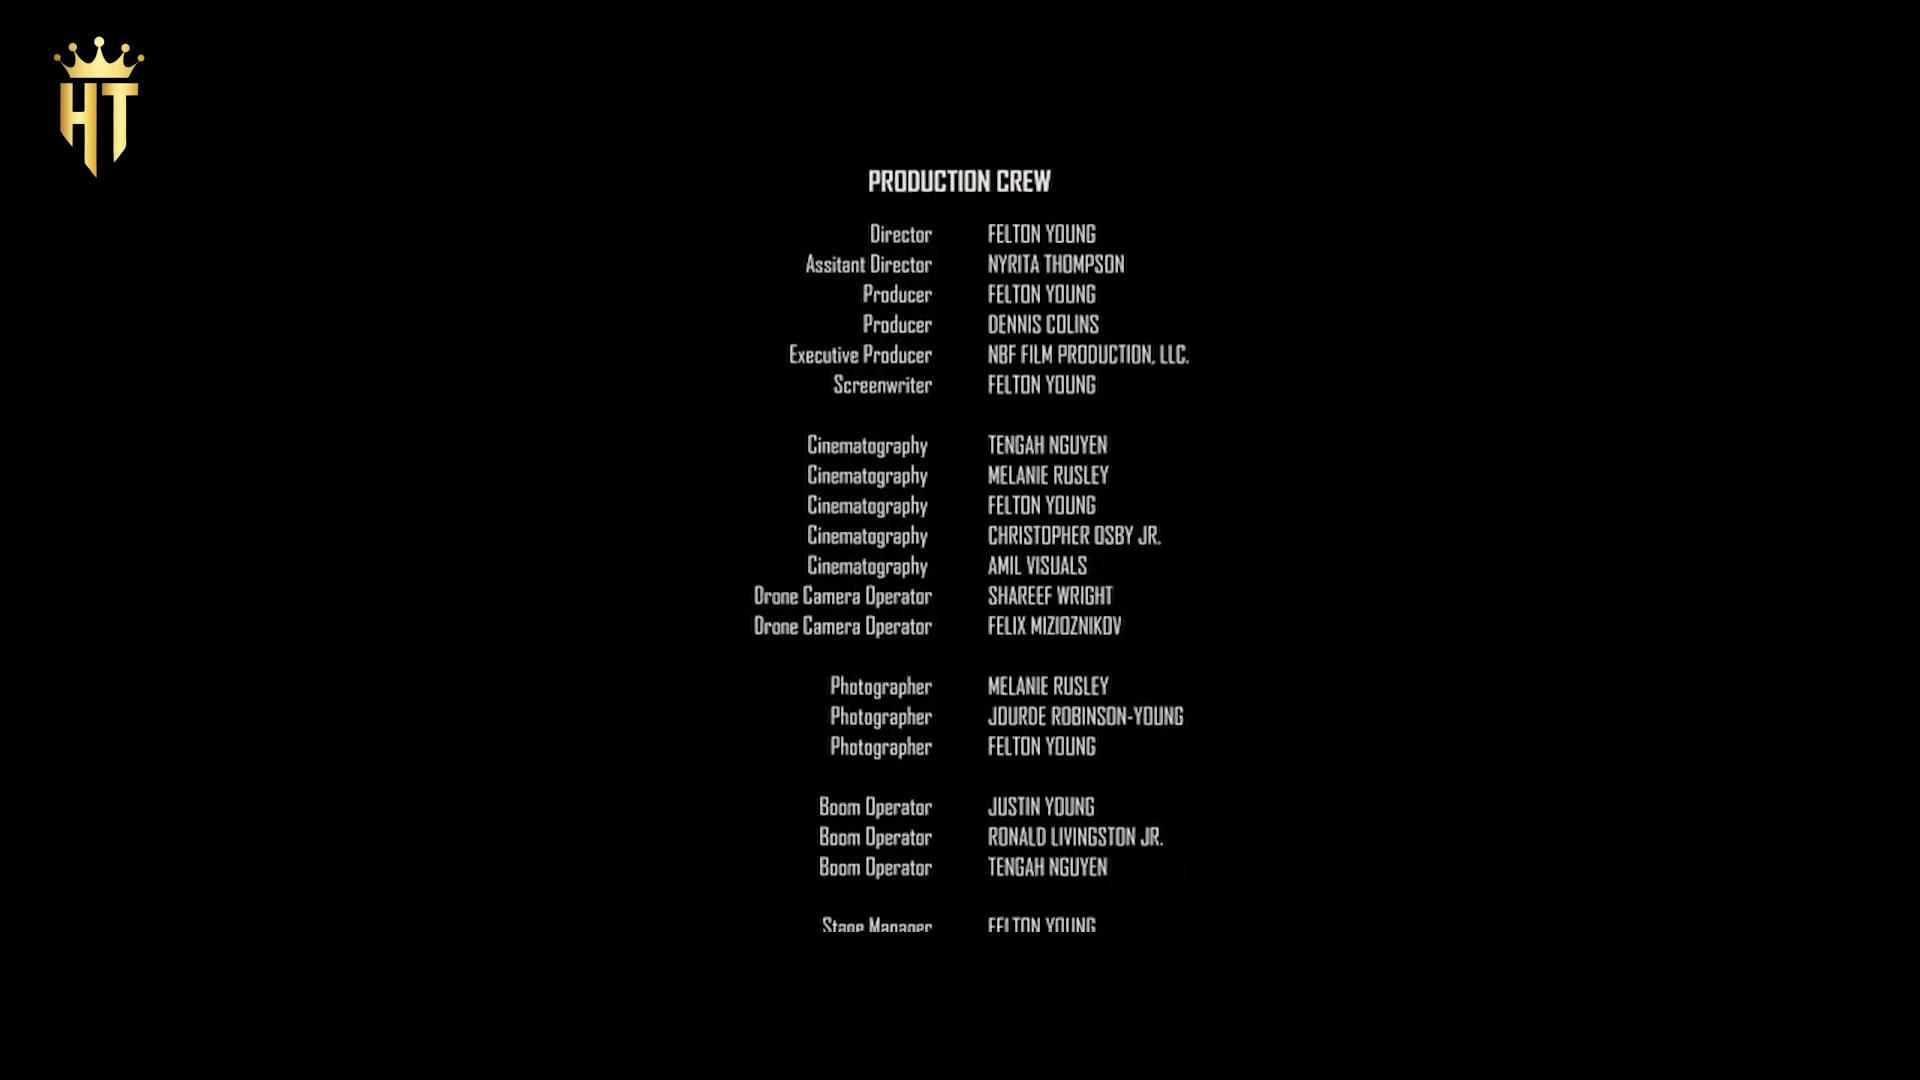 HT
PRODUCTION CREW
Director FELTON YOUNG
Assitant Director NYRITA THOMPSON
Producer FELTON YOUNG
Producer DENNIS COLINS
Executive Producer NBF FILM PRODUCTION, LLC.
Screenwriter FELTON YOUNG
Cinematography TENGAH NGUYEN
Cinematography MELANIE RUSLEY
Cinematography FELTON YOUNG
Cinematography CHRISTOPHER OSBY JR.
Cinematography AMIL VISUALS
Drone Camera Operator SHAREEF WRIGHT
Drone Camera Operator FELIX MIZIOZNIKOV
Photographer MELANIE RUSLEY
Photographer JOURDE ROBINSON-YOUNG
Photographer FELTON YOUNG
Boom Operator JUSTIN YOUNG
Boom Operator RONALD LIVINGSTON JR.
Boom Operator TENGAH NGUYEN
Stage Manager FELTON YOUNG